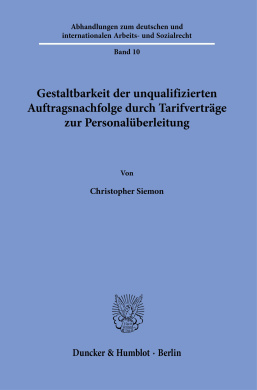 Abhandlungen zum deutschen und
internationalen Arbeits- und Sozialrecht
Band 10
Gestaltbarkeit der unqualifizierten
Auftragsnachfolge durch Tarifverträge
zur Personalüberleitung
Von
Christopher Siemon
Duncker & Humblot · Berlin